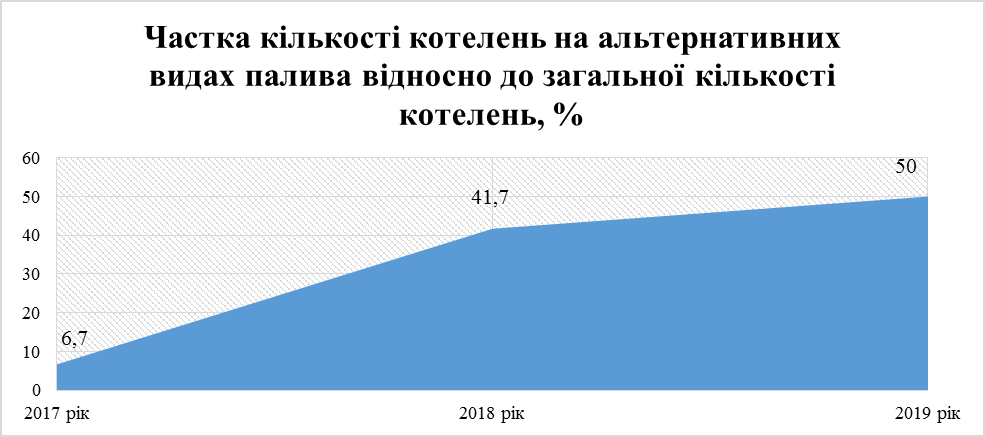 Частка кількості котелень на альтернативних
видах палива відносно до загальної кількості
котелень, %
60
50
50
41,7
40
30
20
6,7
10
0
2017 рік
2018 рік
2019 рік